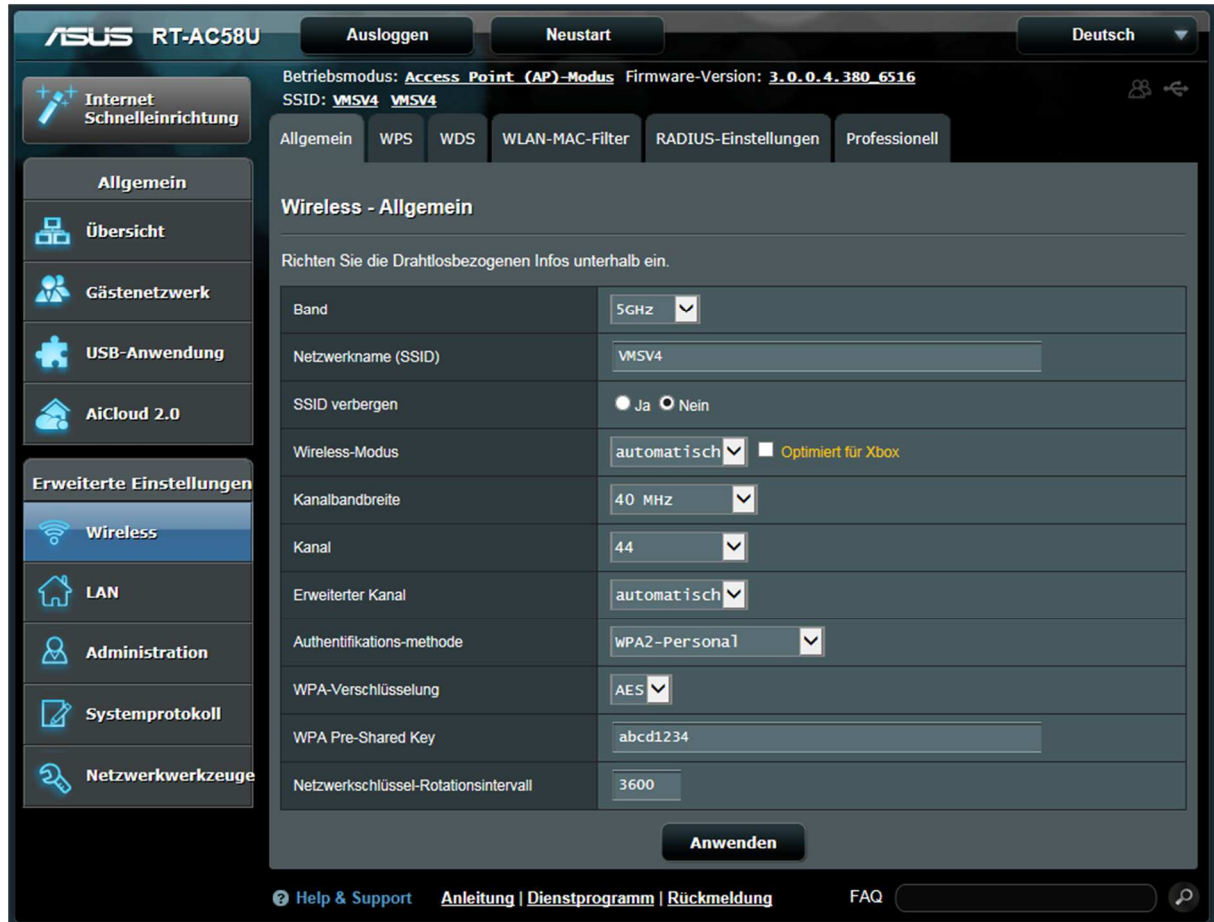 ASUS RT-AC58U Ausloggen Neustart Deutsch
Betriebsmodus: Access Point (AP)-Modus Firmware-Version: 3.0.0.4.380_6516
SSID: VMSV4 VMSV4
Internet
Schnelleinrichtung
Allgemein
Übersicht
Gästenetzwerk
USB-Anwendung
AiCloud 2.0
Erweiterte Einstellungen
Wireless
LAN
Administration
Systemprotokoll
Netzwerkwerkzeuge
Allgemein WPS WDS WLAN-MAC-Filter RADIUS-Einstellungen Professionell
Wireless - Allgemein
Richten Sie die Drahtlosbezogenen Infos unterhalb ein.
Band 5GHz
Netzwerkname (SSID) VMSV4
SSID verbergen Ja Nein
Wireless-Modus automatisch Optimiert für Xbox
Kanalbandbreite 40 MHz
Kanal 44
Erweiterter Kanal automatisch
Authentifikations-methode WPA2-Personal
WPA-Verschlüsselung AES
WPA Pre-Shared Key abcd1234
Netzwerkschlüssel-Rotationsintervall 3600
Anwenden
? Help & Support Anleitung | Dienstprogramm | Rückmeldung FAQ